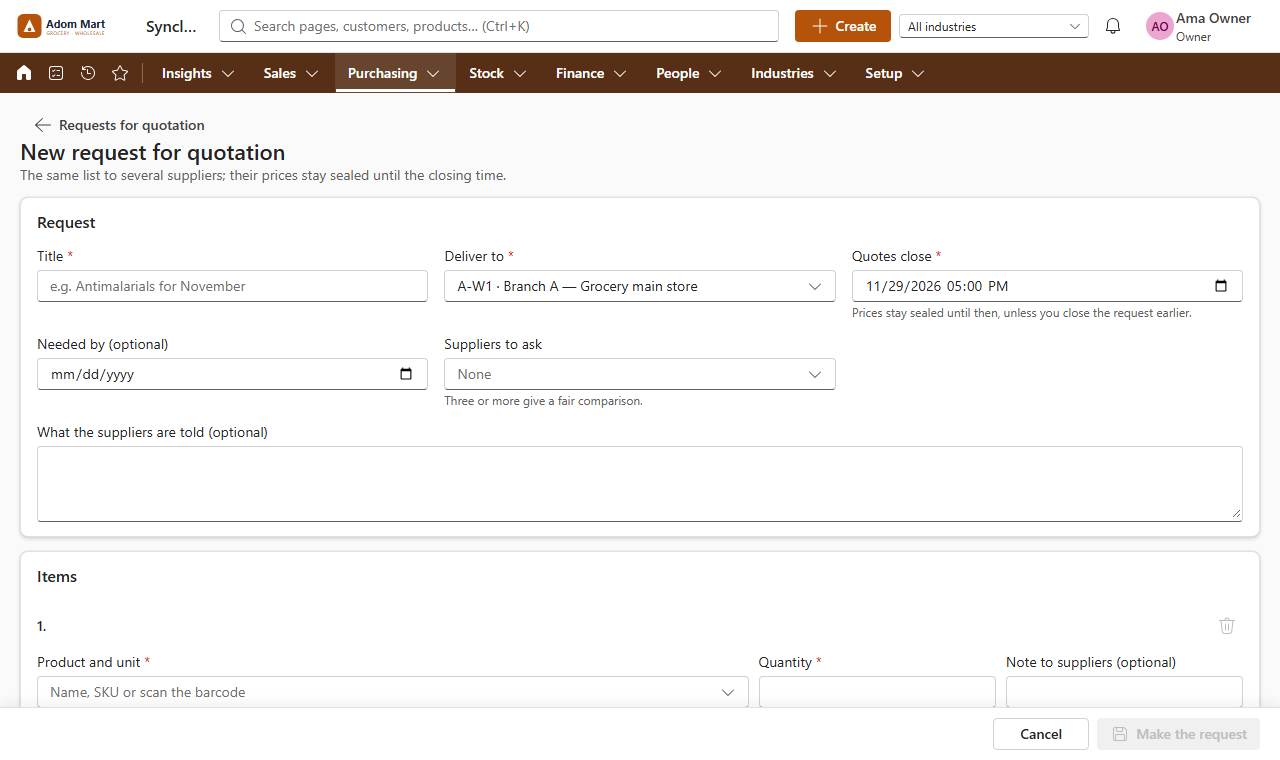 Adom Mart
GROCERY · WHOLESALE
Syncl...
Search pages, customers, products... (Ctrl+K)
Create
All industries
AO
Ama Owner
Owner
Insights
Sales
Purchasing
Stock
Finance
People
Industries
Setup
Requests for quotation
New request for quotation
The same list to several suppliers; their prices stay sealed until the closing time.
Request
Title *
Deliver to *
Quotes close *
e.g. Antimalarials for November
A-W1 · Branch A — Grocery main store
11/29/2026 05:00 PM
Prices stay sealed until then, unless you close the request earlier.
Needed by (optional)
Suppliers to ask
mm/dd/yyyy
None
Three or more give a fair comparison.
What the suppliers are told (optional)
Items
1.
Product and unit *
Quantity *
Note to suppliers (optional)
Name, SKU or scan the barcode
Cancel
Make the request